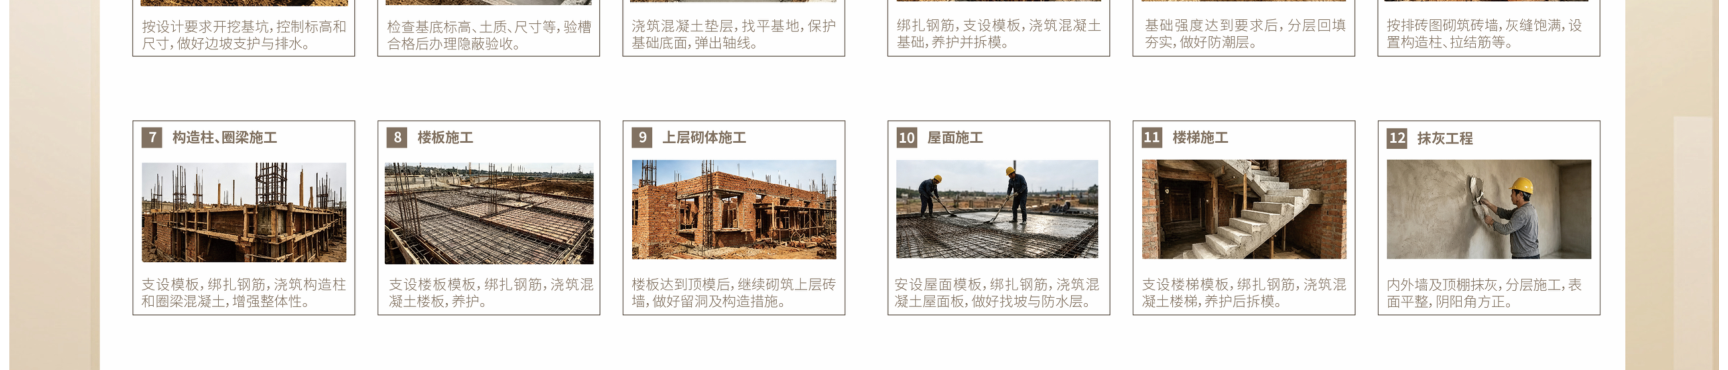 按设计要求开挖基坑，控制标高和
尺寸，做好边坡支护与排水。
检查基底标高、土质、尺寸等，验槽
合格后办理隐蔽验收。
浇筑混凝土垫层，找平基地，保护
基础底面，弹出轴线。
绑扎钢筋，支设模板，浇筑混凝土
基础，养护并拆模。
基础强度达到要求后，分层回填
夯实，做好防潮层。
按排砖图砌筑砖墙，灰缝饱满，设
置构造柱、拉结筋等。
7 构造柱、圈梁施工
支设模板，绑扎钢筋，浇筑构造柱
和圈梁混凝土，增强整体性。
8 楼板施工
支设楼板模板，绑扎钢筋，浇筑混
凝土楼板，养护。
9 上层砌体施工
楼板达到顶模后，继续砌筑上层砖
墙，做好留洞及构造措施。
10 屋面施工
安设屋面模板，绑扎钢筋，浇筑混
凝土屋面板，做好找坡与防水层。
11 楼梯施工
支设楼梯模板，绑扎钢筋，浇筑混
凝土楼梯，养护后拆模。
12 抹灰工程
内外墙及顶棚抹灰，分层施工，表
面平整，阴阳角方正。